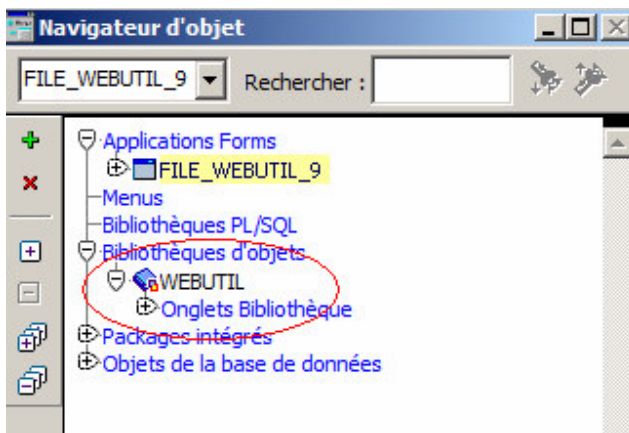 Navigateur d'objet
FILE_WEBUTIL_9 Rechercher :
Applications Forms
FILE_WEBUTIL_9
Menus
Bibliothèques PL/SQL
Bibliothèques d'objets
WEBUTIL
Onglets Bibliothèque
Packages intégrés
Objets de la base de données